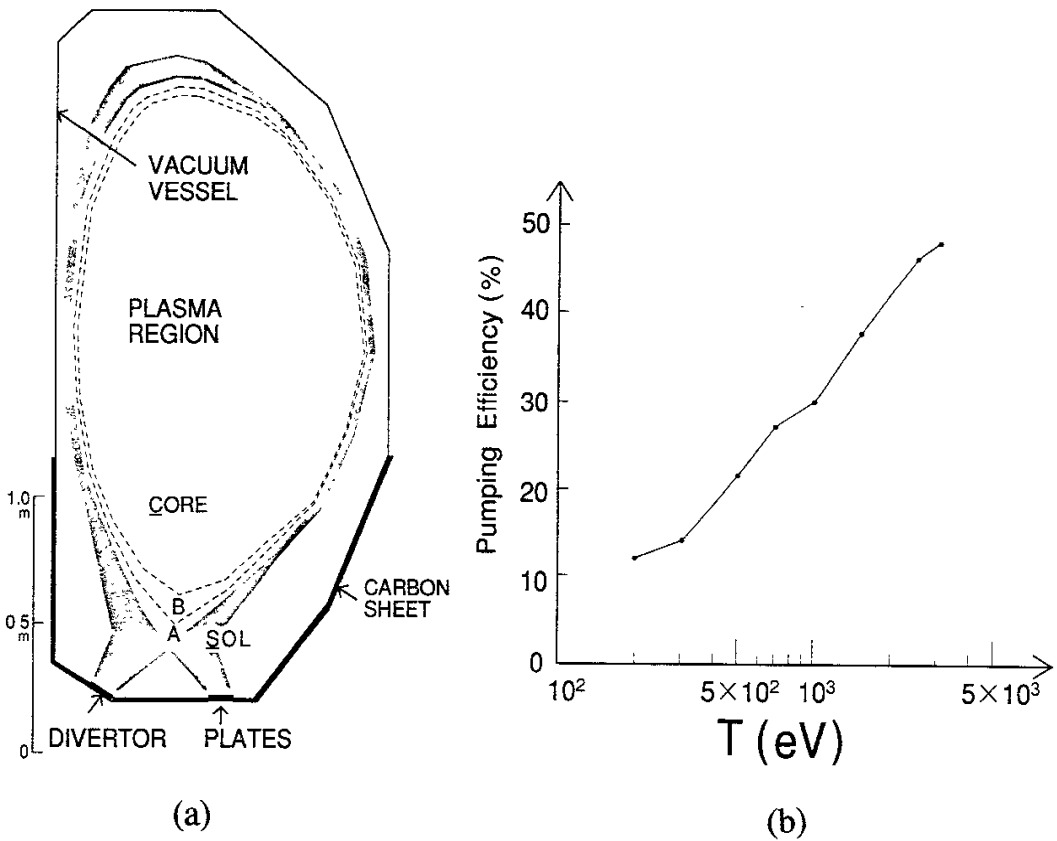 VACUUM
VESSEL
PLASMA
REGION
CORE
1.0
m
B
A
SOL
0 5
m
CARBON
SHEET
0
DIVERTOR
PLATES
(a)
Pumping Efficiency (%)
50
40
30
20
10
0
10²
5×10²
10³
5×10³
T (eV)
(b)